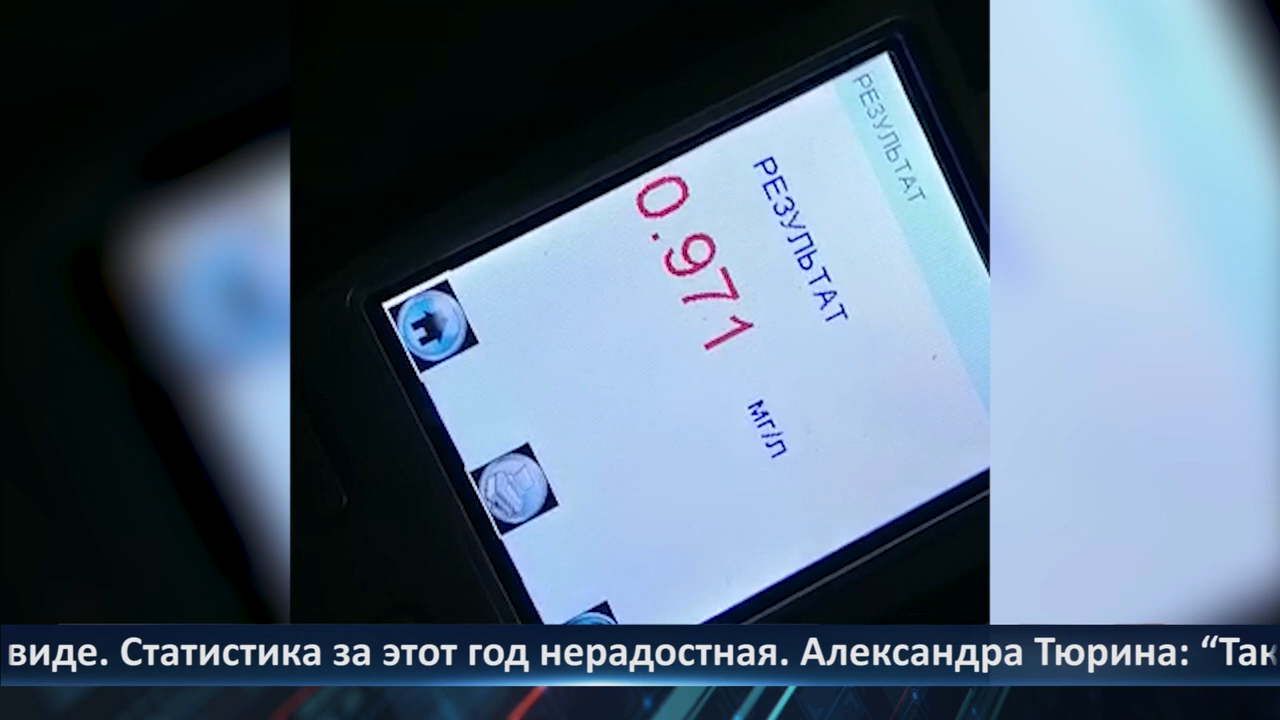 РЕЗУЛЬТАТ
РЕЗУЛЬТАТ
0.971
мг/л
виде. Статистика за этот год нерадостная. Александра Тюрина: “Так